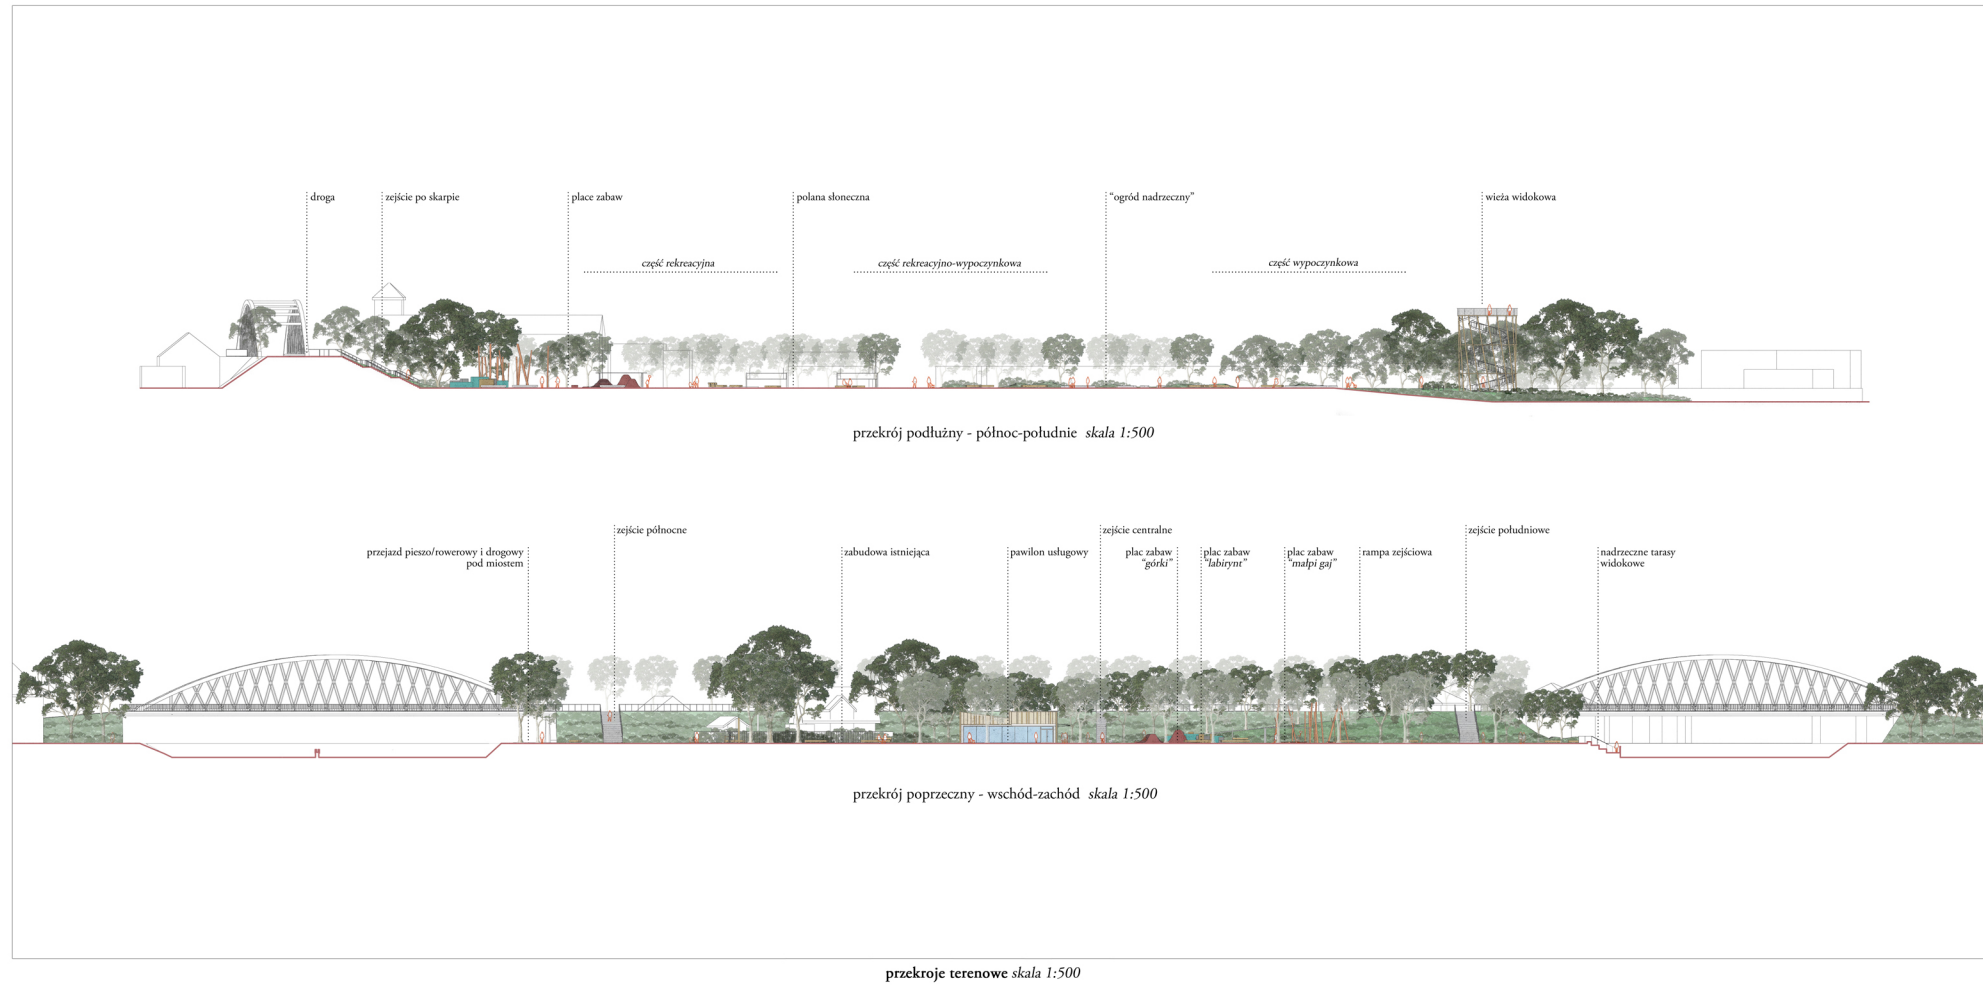 droga
zejście po skarpie
place zabaw
polana słoneczna
“ogród nadrzeczny”
wieża widokowa
część rekreacyjna
część rekreacyjno-wypoczynkowa
część wypoczynkowa
przekrój podłużny - północ-południe skala 1:500
zejście północne
zejście centralne
zejście południowe
przejazd pieszo/rowerowy i drogowy
pod miostem
zabudowa istniejąca
pawilon usługowy
plac zabaw
“górki”
plac zabaw
“labirynt”
plac zabaw
“małpi gaj”
rampa zejściowa
nadrzeczne tarasy
widokowe
przekrój poprzeczny - wschód-zachód skala 1:500
przekroje terenowe skala 1:500